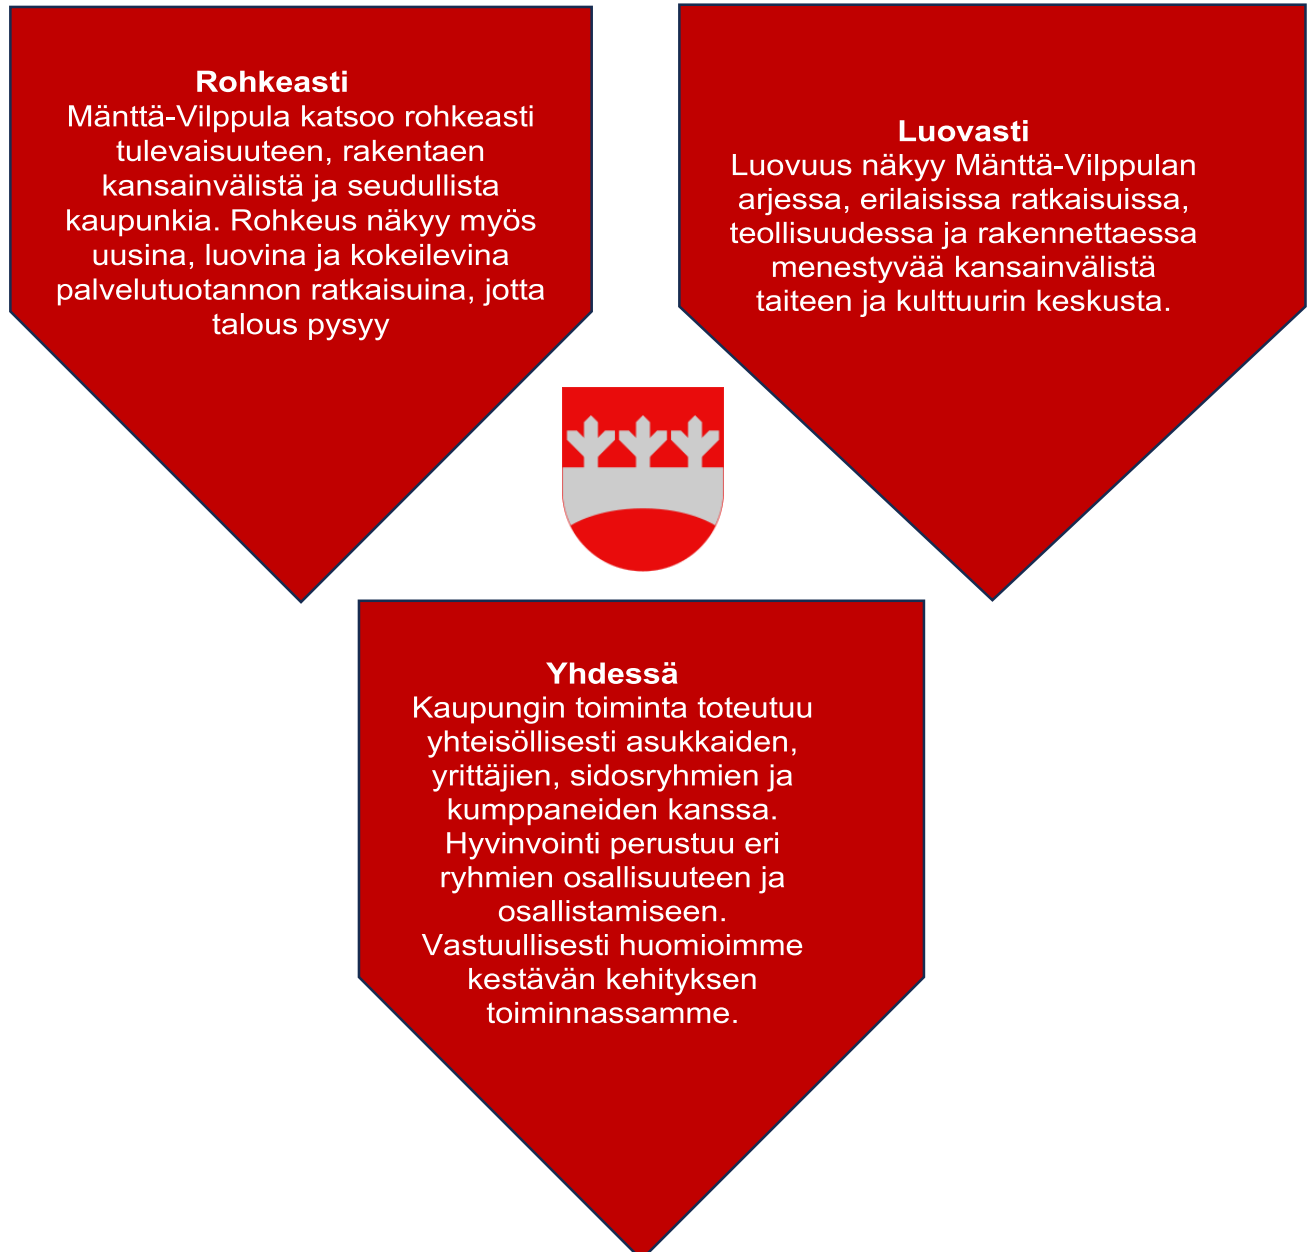 Rohkeasti
Mänttä-Vilppula katsoo rohkeasti
tulevaisuuteen, rakentaen
kansainvälistä ja seudullista
kaupunkia. Rohkeus näkyy myös
uusina, luovina ja kokeilevina
palvelutuotannon ratkaisuina, jotta
talous pysyy
Luovasti
Luovuus näkyy Mänttä-Vilppulan
arjessa, erilaisissa ratkaisuissa,
teollisuudessa ja rakennettaessa
menestyvää kansainvälistä
taiteen ja kulttuurin keskusta.
Yhdessä
Kaupungin toiminta toteutuu
yhteisöllisesti asukkaiden,
yrittäjien, sidosryhmien ja
kumppaneiden kanssa.
Hyvinvointi perustuu eri
ryhmien osallisuuteen ja
osallistamiseen.
Vastuullisesti huomioimme
kestävän kehityksen
toiminnassamme.